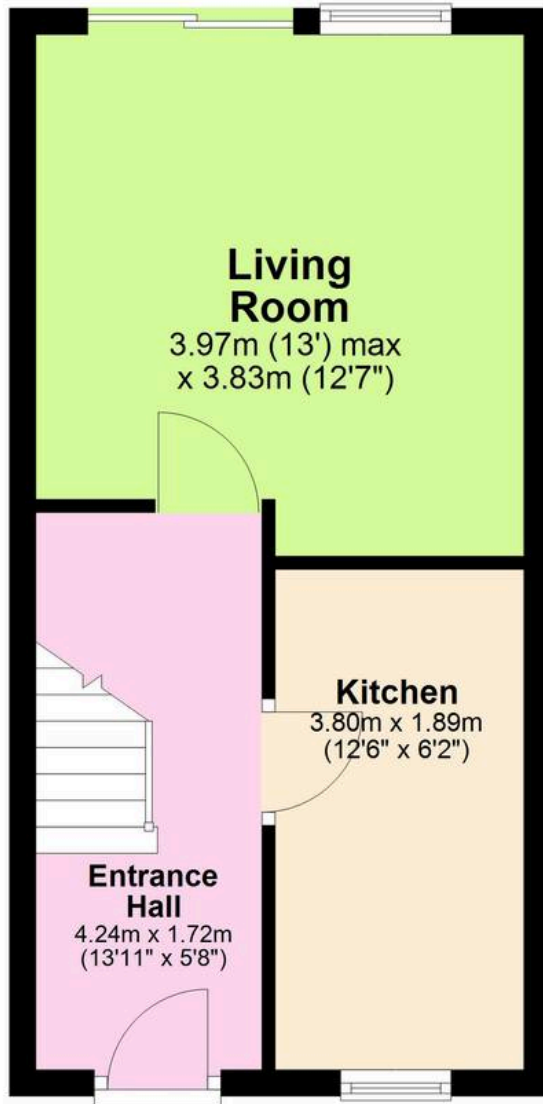 Living
Room
3.97m (13') max
x 3.83m (12'7")
Kitchen
3.80m x 1.89m
(12'6" x 6'2")
Entrance
Hall
4.24m x 1.72m
(13'11" x 5'8")